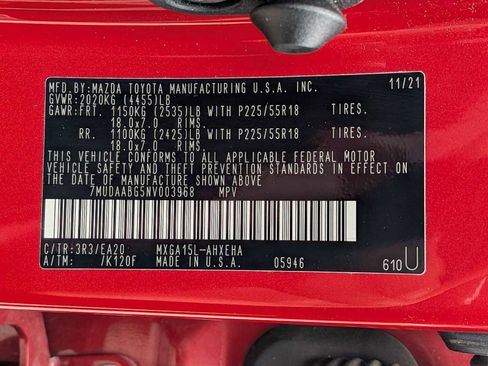 MFD.BY:MAZDA TOYOTA MANUFACTURING U.S.A. INC. 11/21
GVWR:2020KG (4455)LB
GAWR:FRT. 1150KG (2535)LB WITH P225/55R18 TIRES.
18.0x7.0 RIMS.
RR. 1100KG (2425)LB WITH P225/55R18 TIRES.
18.0x7.0 RIMS.
THIS VEHICLE CONFORMS TO ALL APPLICABLE FEDERAL MOTOR
VEHICLE SAFETY AND THEFT PREVENTION STANDARDS IN EFFECT ON
THE DATE OF MANUFACTURE SHOWN ABOVE.
7MUDAABG5NV003968 MPV
C/TR:3R3/EA20 MXGA15L-AHXEHA
A/TM: /K120F MADE IN U.S.A. 05946 610U